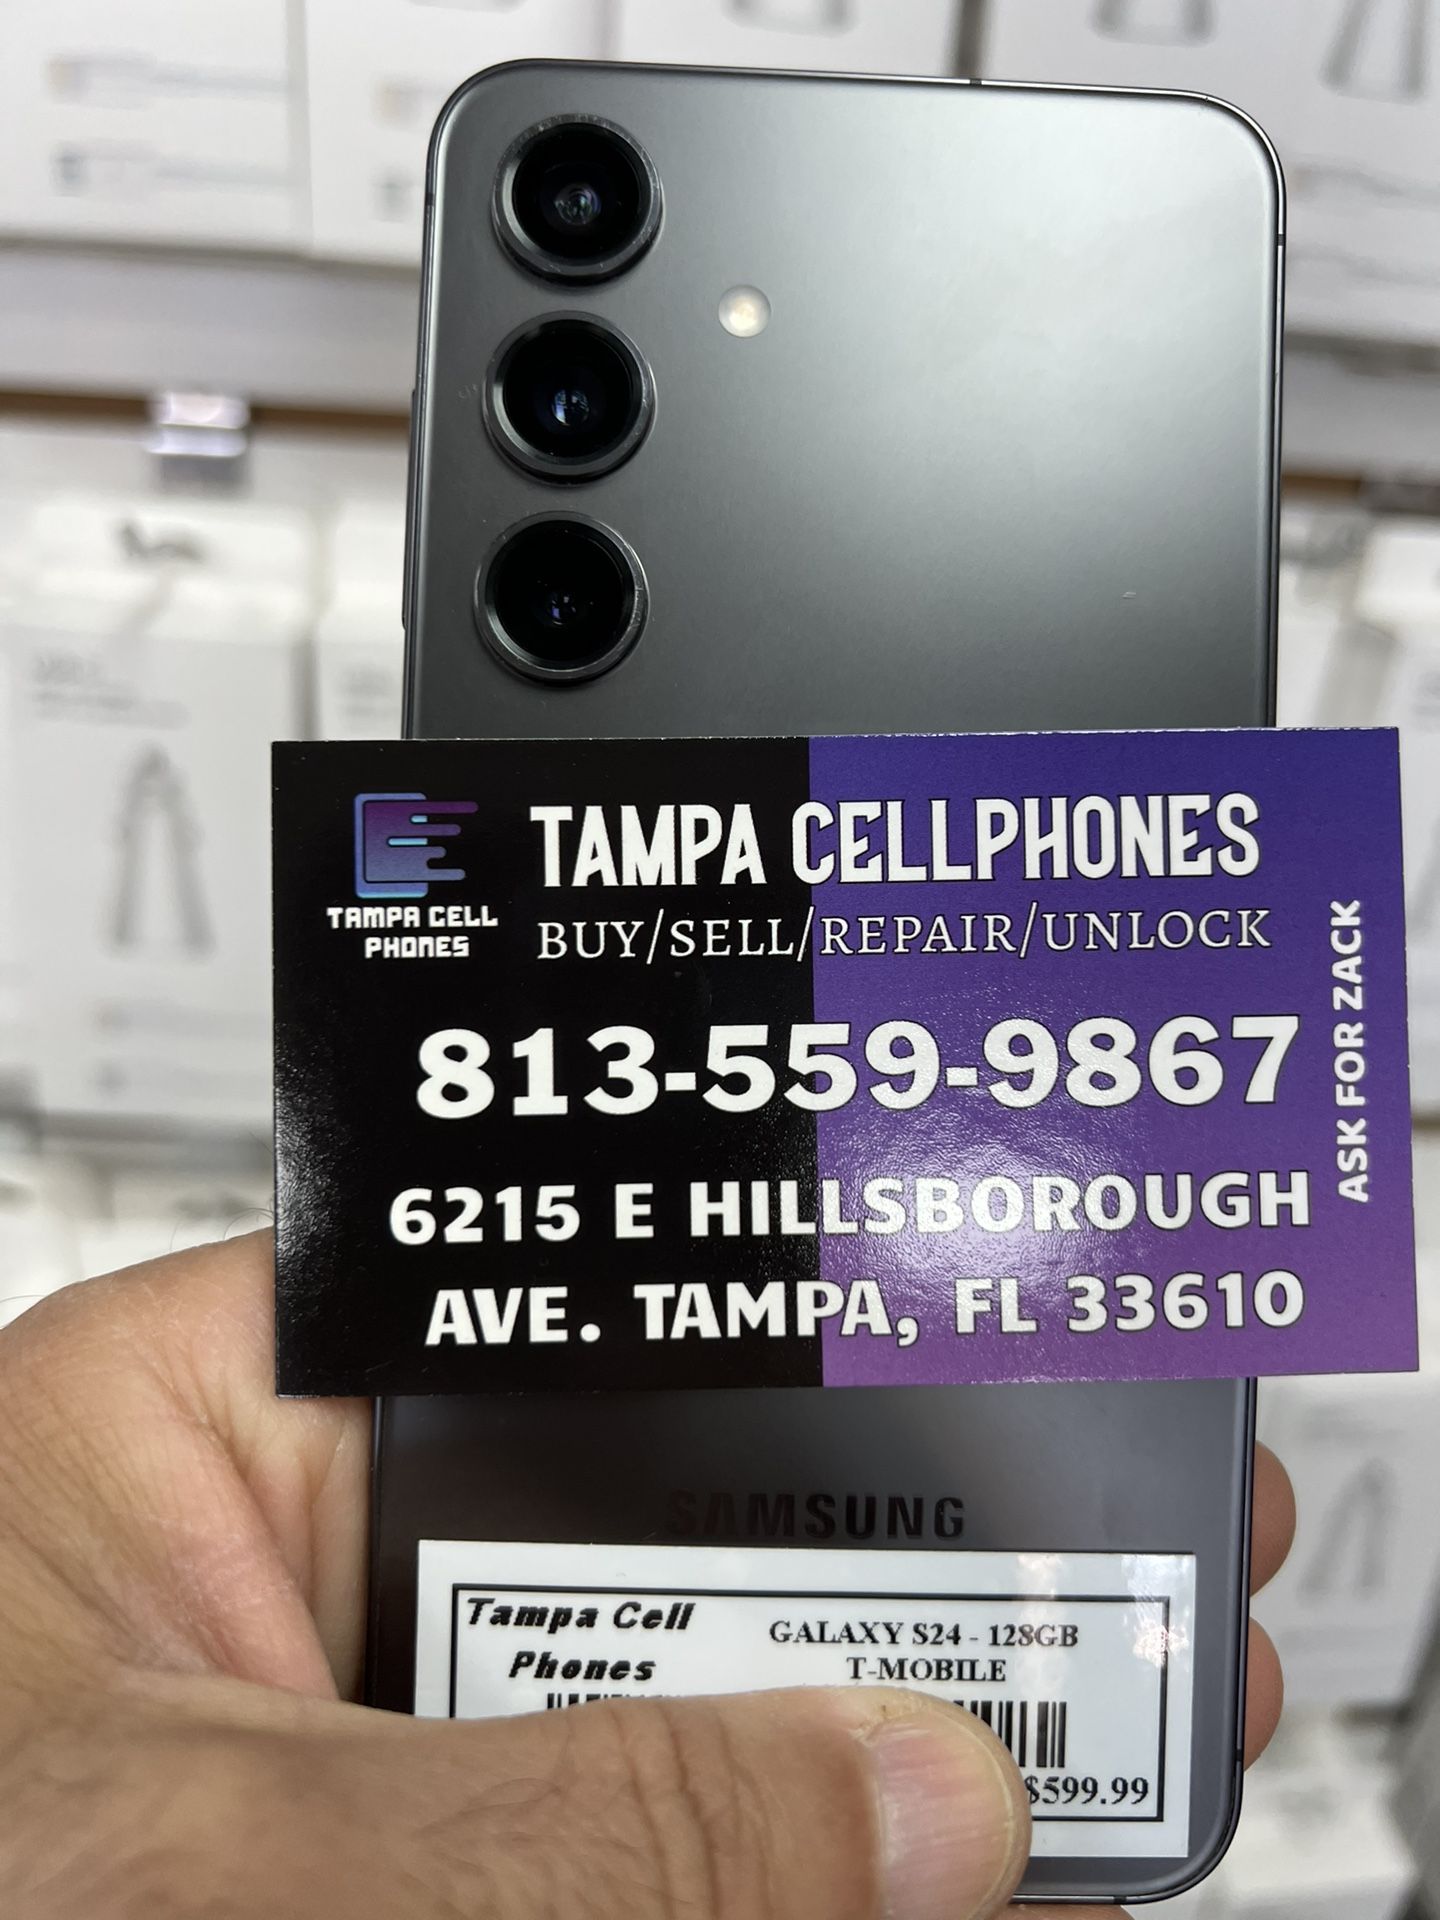 TAMPA CELL
PHONES
TAMPA CELLPHONES
BUY/SELL/REPAIR/UNLOCK
813-559-9867
6215 E HILLSBOROUGH
AVE. TAMPA, FL 33610
ASK FOR ZACK
SAMSUNG
Tampa Cell
Phones
GALAXY S24 - 128GB
T-MOBILE
$599.99